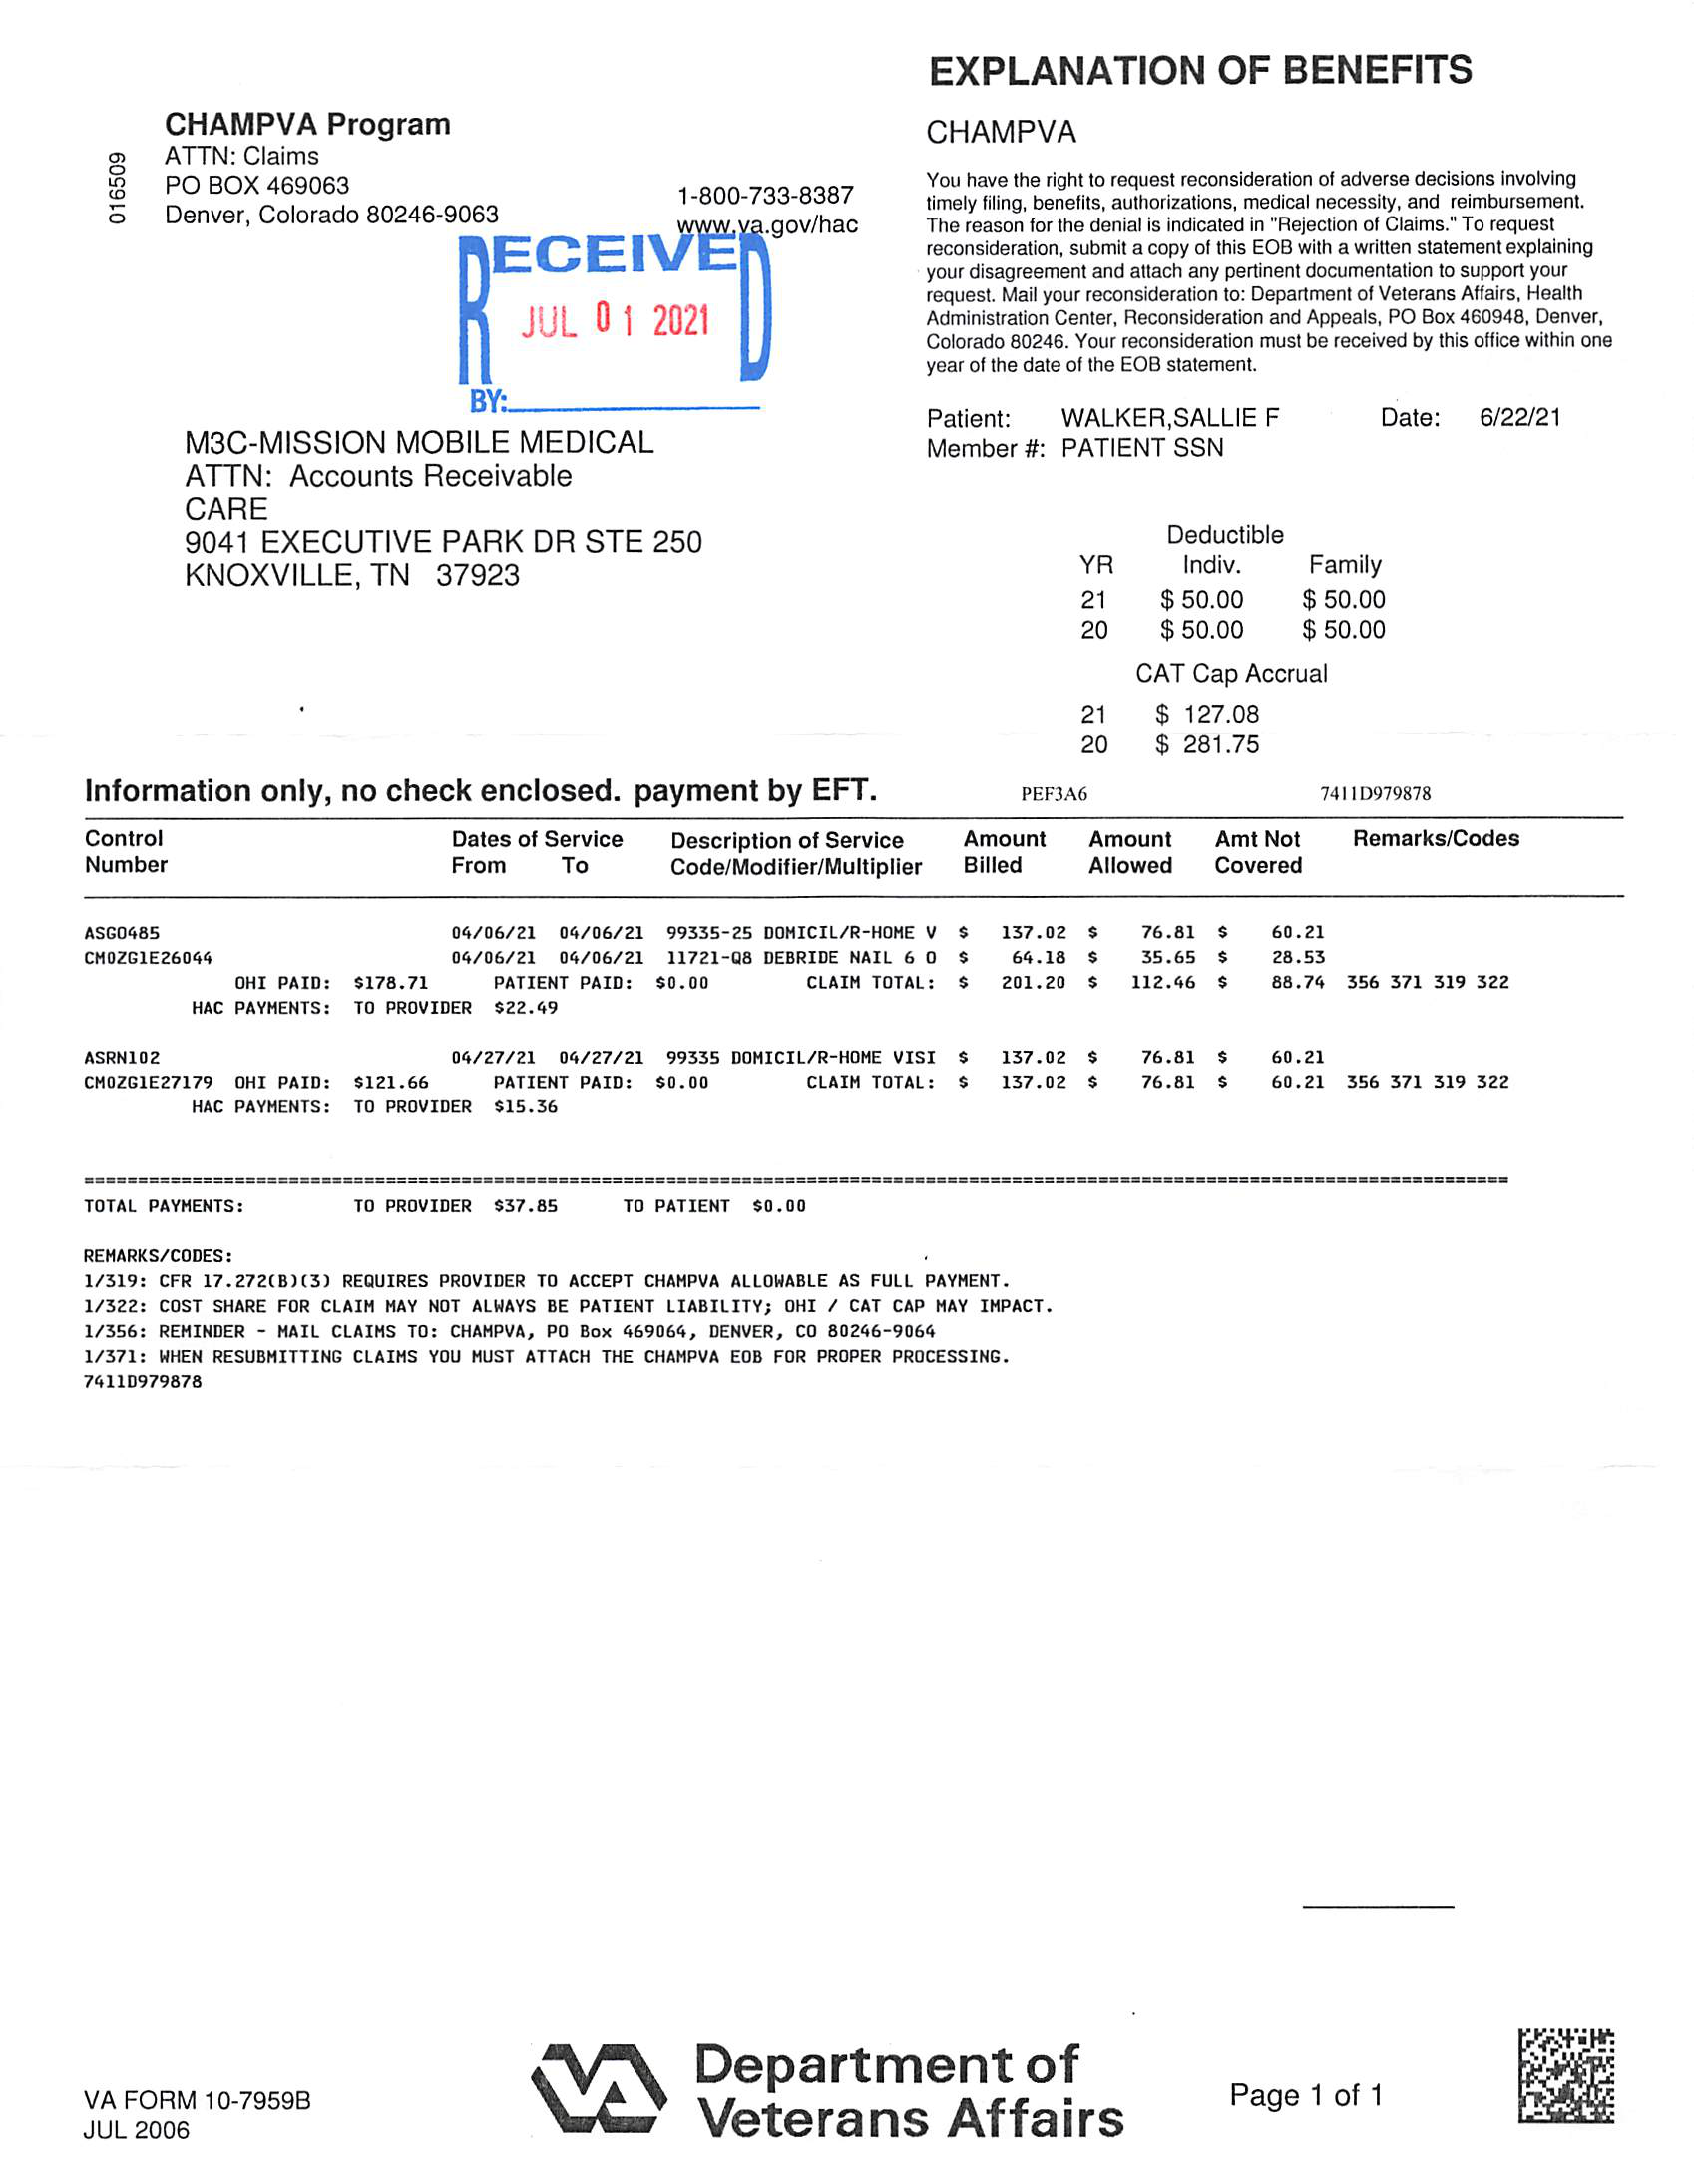 EXPLANATION OF BENEFITS
CHAMPVA Program
ATTN: Claims
PO BOX 469063
Denver, Colorado 80246-9063
016509
1-800-733-8387
www.va.gov/hac
RECEIVED
JUL 01 2021
BY:
CHAMPVA
You have the right to request reconsideration of adverse decisions involving
timely filing, benefits, authorizations, medical necessity, and reimbursement.
The reason for the denial is indicated in "Rejection of Claims." To request
reconsideration, submit a copy of this EOB with a written statement explaining
your disagreement and attach any pertinent documentation to support your
request. Mail your reconsideration to: Department of Veterans Affairs, Health
Administration Center, Reconsideration and Appeals, PO Box 460948, Denver,
Colorado 80246. Your reconsideration must be received by this office within one
year of the date of the EOB statement.
Patient: WALKER,SALLIE F Date: 6/22/21
Member #: PATIENT SSN
M3C-MISSION MOBILE MEDICAL
ATTN: Accounts Receivable
CARE
9041 EXECUTIVE PARK DR STE 250
KNOXVILLE, TN 37923
Deductible
YR Indiv. Family
21 $ 50.00 $ 50.00
20 $ 50.00 $ 50.00
CAT Cap Accrual
21 $ 127.08
20 $ 281.75
Information only, no check enclosed. payment by EFT. PEF3A6 7411D979878
Control Dates of Service Description of Service Amount Amount Amt Not Remarks/Codes
Number From To Code/Modifier/Multiplier Billed Allowed Covered
ASGO485 04/06/21 04/06/21 99335-25 DOMICIL/R-HOME V $ 137.02 $ 76.81 $ 60.21
CM0ZG1E26044 04/06/21 04/06/21 11721-Q8 DEBRIDE NAIL 6 O $ 64.18 $ 35.65 $ 28.53
OHI PAID: $178.71 PATIENT PAID: $0.00 CLAIM TOTAL: $ 201.20 $ 112.46 $ 88.74 356 371 319 322
HAC PAYMENTS: TO PROVIDER $22.49
ASRN102 04/27/21 04/27/21 99335 DOMICIL/R-HOME VISI $ 137.02 $ 76.81 $ 60.21
CM0ZG1E27179 OHI PAID: $121.66 PATIENT PAID: $0.00 CLAIM TOTAL: $ 137.02 $ 76.81 $ 60.21 356 371 319 322
HAC PAYMENTS: TO PROVIDER $15.36
TOTAL PAYMENTS: TO PROVIDER $37.85 TO PATIENT $0.00
REMARKS/CODES:
1/319: CFR 17.272(B)(3) REQUIRES PROVIDER TO ACCEPT CHAMPVA ALLOWABLE AS FULL PAYMENT.
1/322: COST SHARE FOR CLAIM MAY NOT ALWAYS BE PATIENT LIABILITY; OHI / CAT CAP MAY IMPACT.
1/356: REMINDER - MAIL CLAIMS TO: CHAMPVA, PO Box 469064, DENVER, CO 80246-9064
1/371: WHEN RESUBMITTING CLAIMS YOU MUST ATTACH THE CHAMPVA EOB FOR PROPER PROCESSING.
7411D979878
VA FORM 10-7959B
JUL 2006
VA
Department of
Veterans Affairs
Page 1 of 1